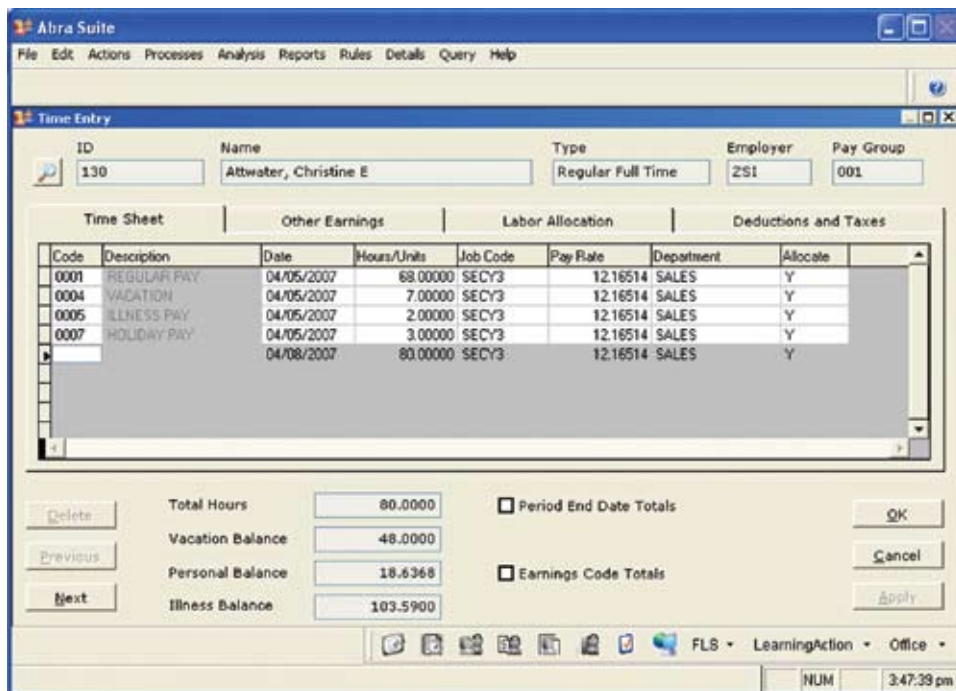 Abra Suite
File Edit Actions Processes Analysis Reports Rules Details Query Help
Time Entry
ID Name Type Employer Pay Group
130 Attwater, Christine E Regular Full Time ZSI 001
Time Sheet Other Earnings Labor Allocation Deductions and Taxes
Code Description Date Hours/Units Job Code Pay Rate Department Allocate
0001 REGULAR PAY 04/05/2007 68.00000 SECY3 12.16514 SALES Y
0004 VACATION 04/05/2007 7.00000 SECY3 12.16514 SALES Y
0005 ILLNESS PAY 04/05/2007 2.00000 SECY3 12.16514 SALES Y
0007 HOLIDAY PAY 04/05/2007 3.00000 SECY3 12.16514 SALES Y
04/08/2007 80.00000 SECY3 12.16514 SALES Y
Delete Total Hours 80.0000 Period End Date Totals OK
Vacation Balance 48.0000
Previous Cancel
Personal Balance 18.6368 Earnings Code Totals
Next Illness Balance 103.5900 Apply
FLS LearningAction Office
NUM 3:47:39 pm